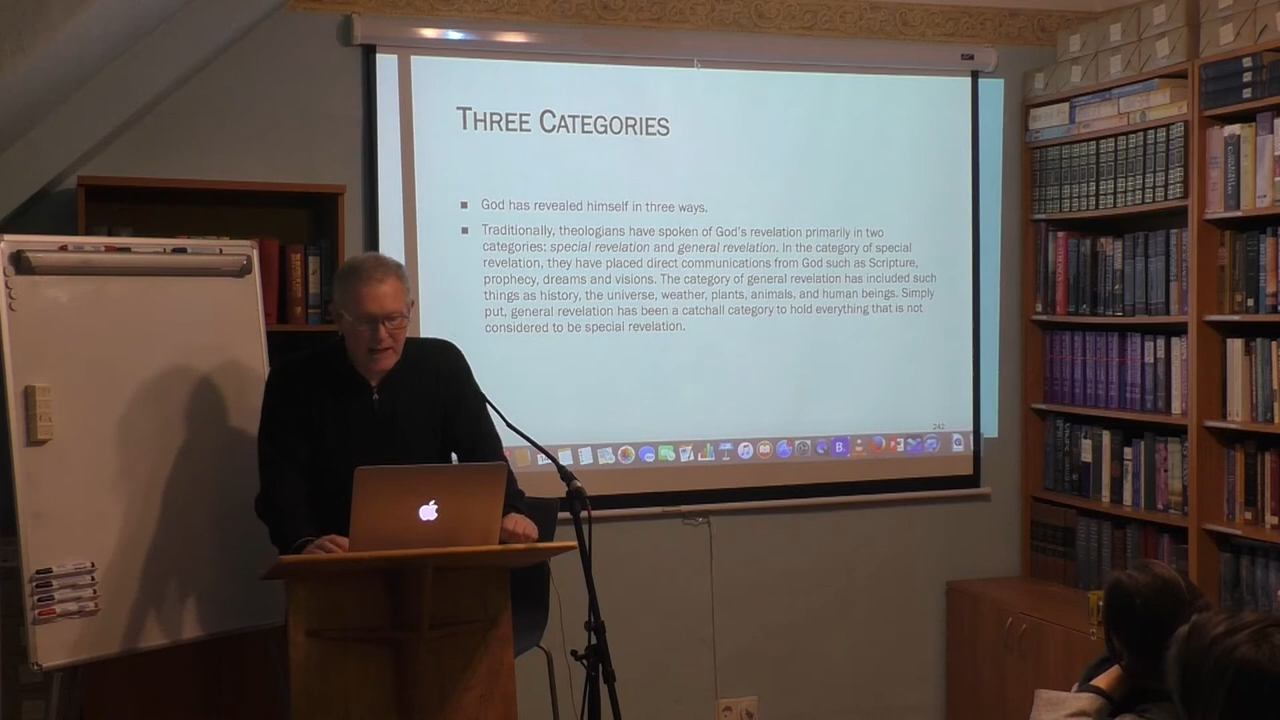 THREE CATEGORIES
God has revealed himself in three ways.
Traditionally, theologians have spoken of God's revelation primarily in two
categories: special revelation and general revelation. In the category of special
revelation, they have placed direct communications from God such as Scripture,
prophecy, dreams and visions. The category of general revelation has included such
things as history, the universe, weather, plants, animals, and human beings. Simply
put, general revelation has been a catchall category to hold everything that is not
considered to be special revelation.
242